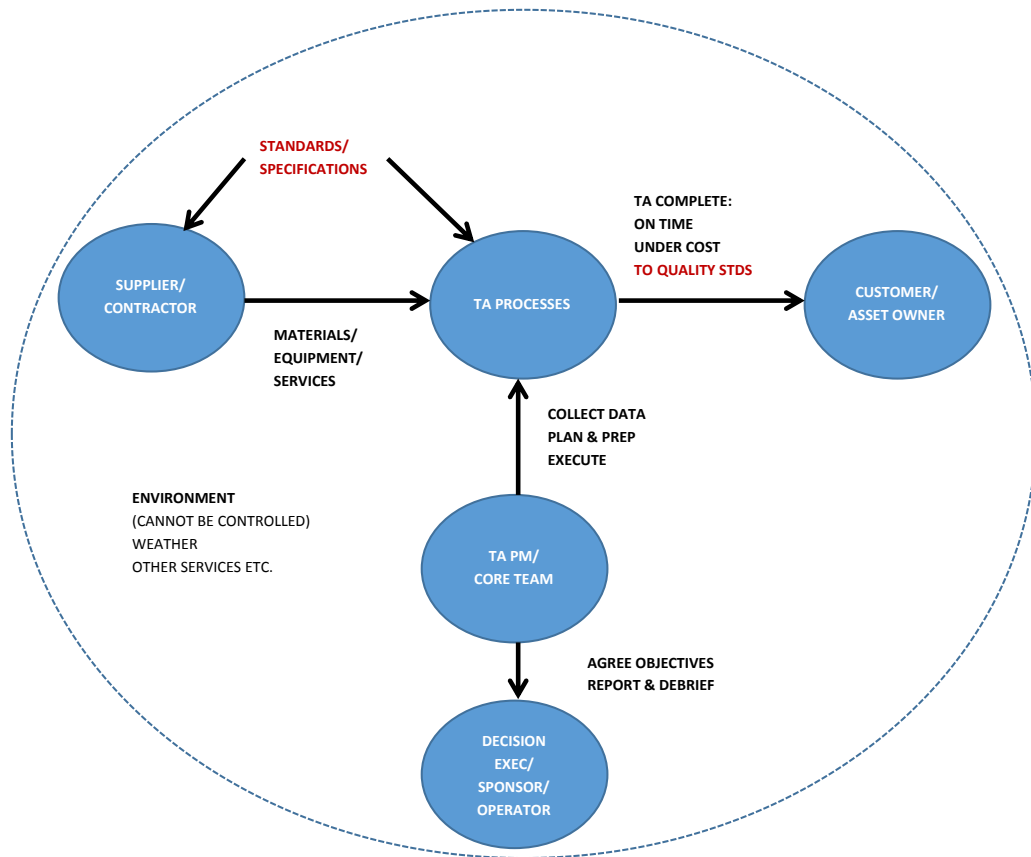 STANDARDS/
SPECIFICATIONS
TA COMPLETE:
ON TIME
UNDER COST
TO QUALITY STDS
SUPPLIER/
CONTRACTOR
TA PROCESSES
CUSTOMER/
ASSET OWNER
MATERIALS/
EQUIPMENT/
SERVICES
COLLECT DATA
PLAN & PREP
EXECUTE
ENVIRONMENT
(CANNOT BE CONTROLLED)
WEATHER
OTHER SERVICES ETC.
TA PM/
CORE TEAM
AGREE OBJECTIVES
REPORT & DEBRIEF
DECISION
EXEC/
SPONSOR/
OPERATOR